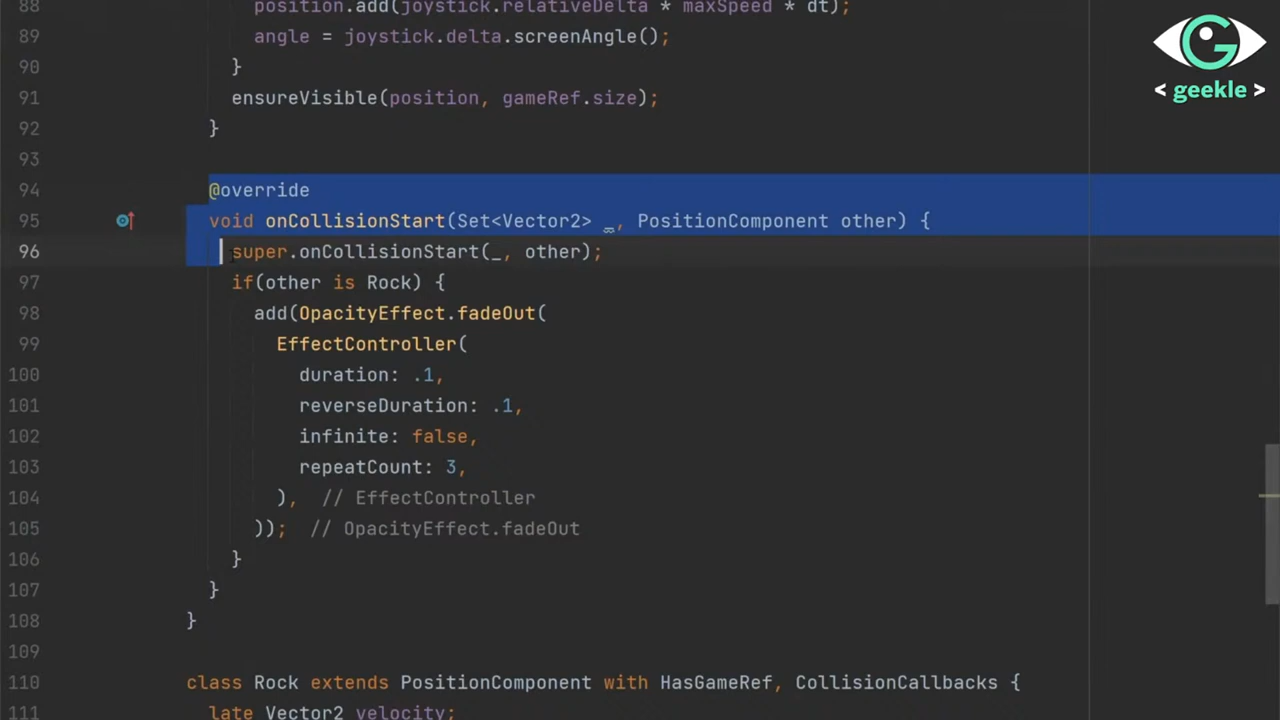 88 position.add(joystick.relativeDelta * maxSpeed * dt);
89 angle = joystick.delta.screenAngle();
90 }
91 ensureVisible(position, gameRef.size);
92 }
93
94 @override
95 void onCollisionStart(Set<Vector2> _, PositionComponent other) {
96 super.onCollisionStart(_, other);
97 if(other is Rock) {
98 add(OpacityEffect.fadeOut(
99 EffectController(
100 duration: .1,
101 reverseDuration: .1,
102 infinite: false,
103 repeatCount: 3,
104 ), // EffectController
105 )); // OpacityEffect.fadeOut
106 }
107 }
108 }
109
110 class Rock extends PositionComponent with HasGameRef, CollisionCallbacks {
111 late Vector2 velocity;
G
< geekle >